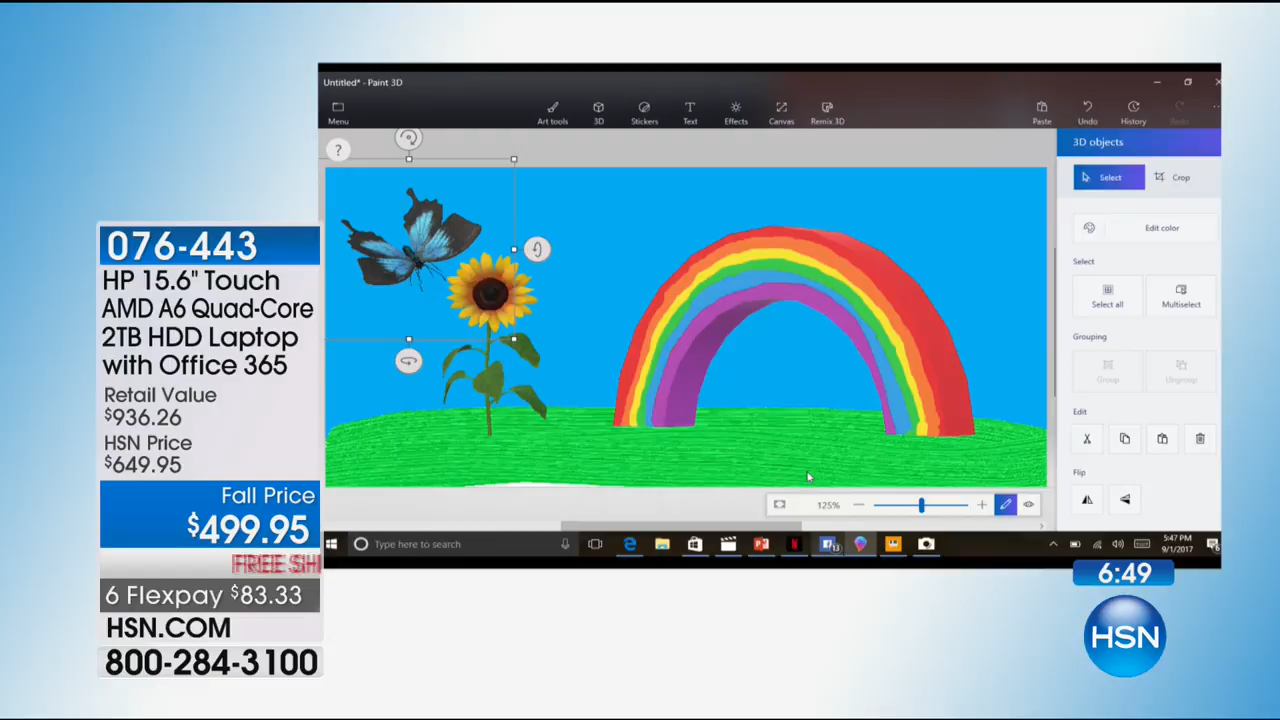 Untitled* - Paint 3D
Menu
Art tools
3D
Stickers
Text
Effects
Canvas
Remix 3D
Paste
Undo
History
Redo
?
3D objects
Select
Crop
Edit color
Select
Select all
Multiselect
Grouping
Group
Ungroup
Edit
Flip
125%
Type here to search
13
5:47 PM
9/1/2017
6
076-443
HP 15.6" Touch
AMD A6 Quad-Core
2TB HDD Laptop
with Office 365
Retail Value
$936.26
HSN Price
$649.95
Fall Price
$499.95
FREE SH
6 Flexpay $83.33
HSN.COM
800-284-3100
6:49
HSN